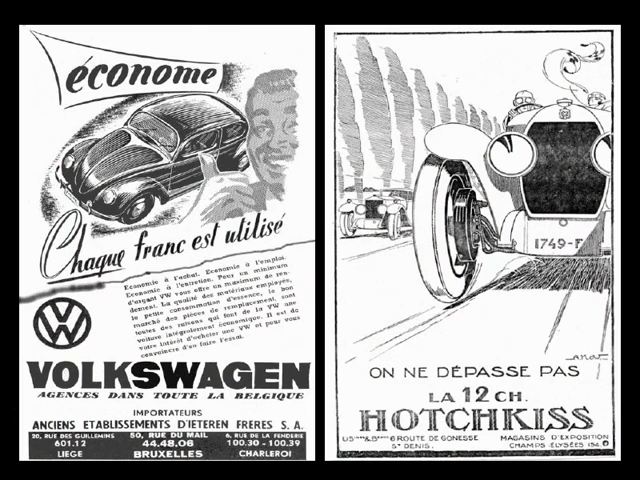 économe
Chaque franc est utilisé
Economie à l'achat. Economie à l'emploi.
Economie à l'entretien. Pour un minimum
d'argent VW vous offre un maximum de ren-
dement. La qualité des matériaux employés,
la petite consommation d'essence, le bon
marché des pièces de remplacement, sont
toutes des raisons qui font de la VW une
voiture intégralement économique. Il est de
votre intérêt d'acheter une VW et pour vous
convaincre d'en faire l'essai.
VW
VOLKSWAGEN
AGENCES DANS TOUTE LA BELGIQUE
IMPORTATEURS
ANCIENS ETABLISSEMENTS D'IETEREN FRERES S. A.
20, RUE DES GUILLEMINS
601.12
LIEGE
50, RUE DU MAIL
44.48.06
BRUXELLES
6, RUE DE LA FENDERIE
100.30 - 100.39
CHARLEROI
1749-F
ON NE DÉPASSE PAS
LA 12 CH.
HOTCHKISS
6 ROUTE DE GONESSE
ST DENIS.
MAGASINS D'EXPOSITION
CHAMPS ÉLYSÉES 154.